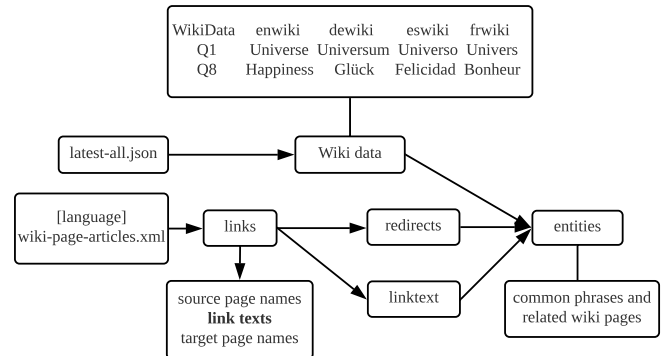 WikiData enwiki dewiki eswiki frwiki
Q1 Universe Universum Universo Univers
Q8 Happiness Glück Felicidad Bonheur
latest-all.json
Wiki data
[language]
wiki-page-articles.xml
links
redirects
entities
linktext
source page names
link texts
target page names
common phrases and
related wiki pages